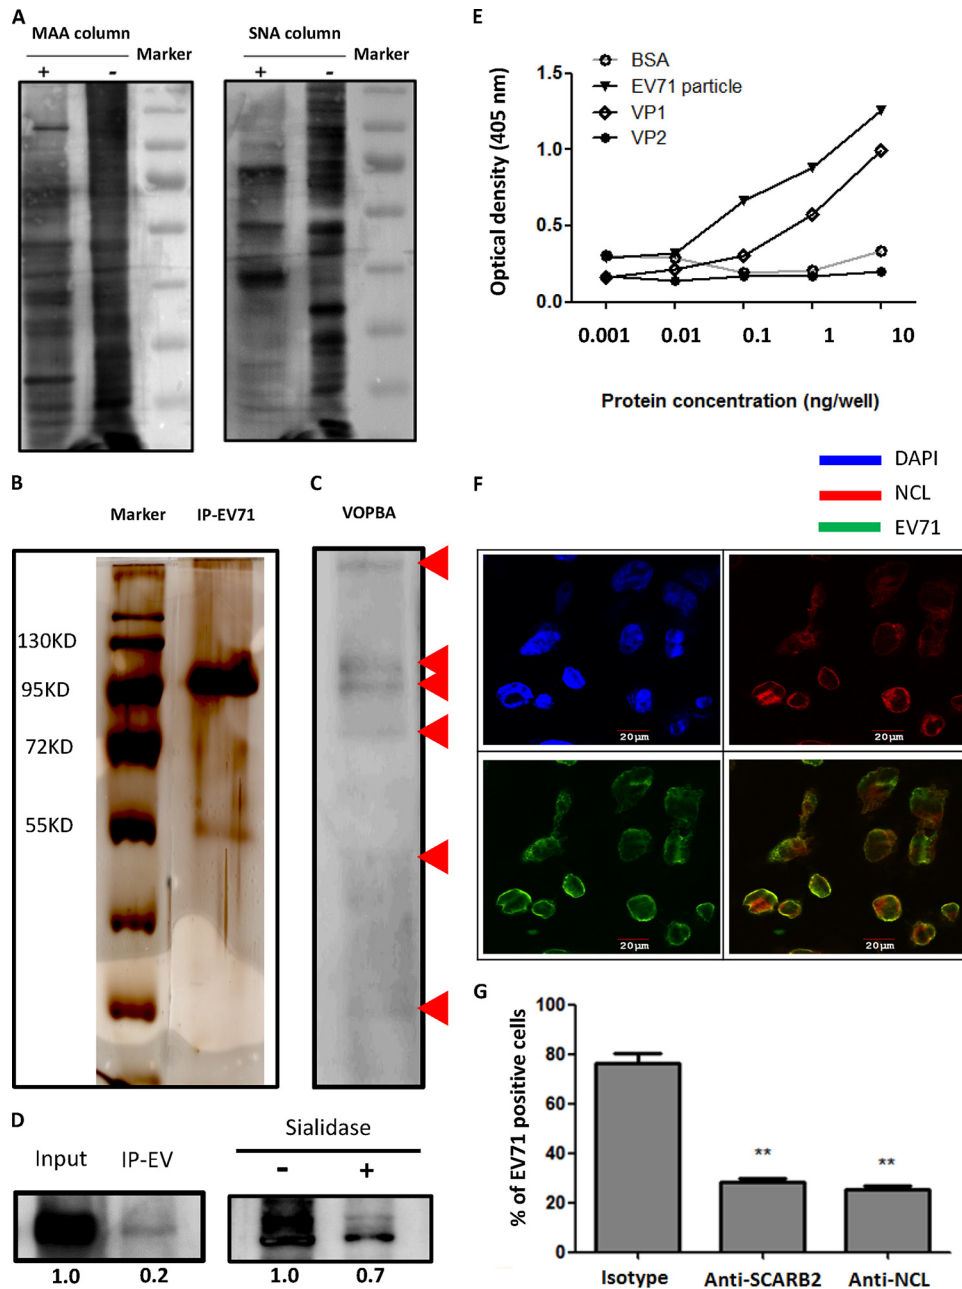 A
MAA column
Marker
+ -
SNA column
Marker
+ -
B
Marker IP-EV71
130KD
95KD
72KD
55KD
C
VOPBA
D
Input IP-EV
1.0 0.2
Sialidase
- +
1.0 0.7
E
BSA
EV71 particle
VP1
VP2
Optical density (405 nm)
1.5
1.0
0.5
0.0
0.001 0.01 0.1 1 10
Protein concentration (ng/well)
F
DAPI
NCL
EV71
20μm
20μm
20μm
20μm
G
% of EV71 positive cells
100
80
60
40
20
0
**
**
Isotype Anti-SCARB2 Anti-NCL